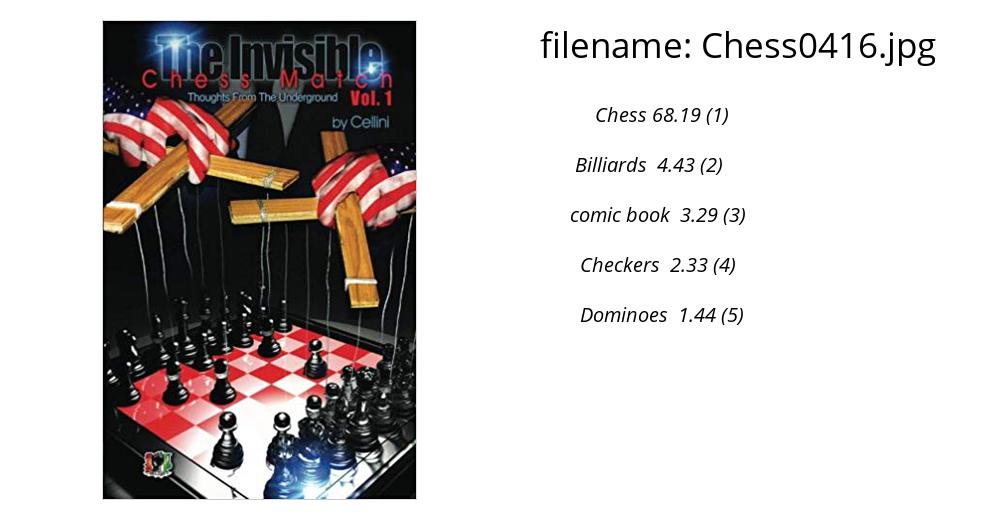 The Invisible
Chess Match
Thoughts From The Underground Vol. 1
by Cellini
filename: Chess0416.jpg
Chess 68.19 (1)
Billiards 4.43 (2)
comic book 3.29 (3)
Checkers 2.33 (4)
Dominoes 1.44 (5)